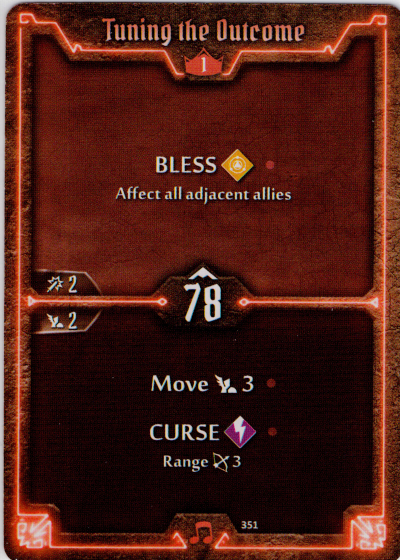 Tuning the Outcome
1
BLESS
Affect all adjacent allies
2
78
2
Move 3
CURSE
Range 3
351